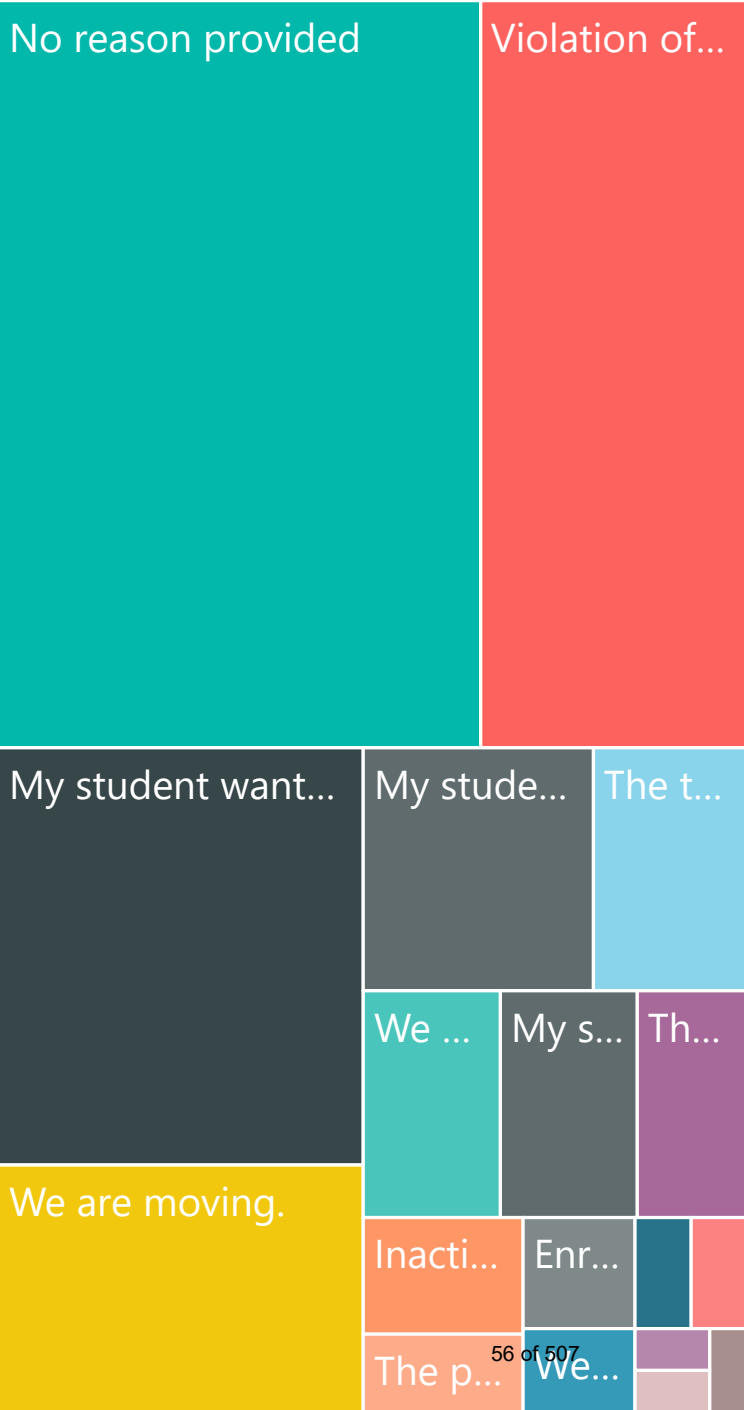 No reason provided
Violation of...
My student want...
My stude...
The t...
We ...
My s...
Th...
We are moving.
Inacti...
Enr...
The p...
We...
56 of 507